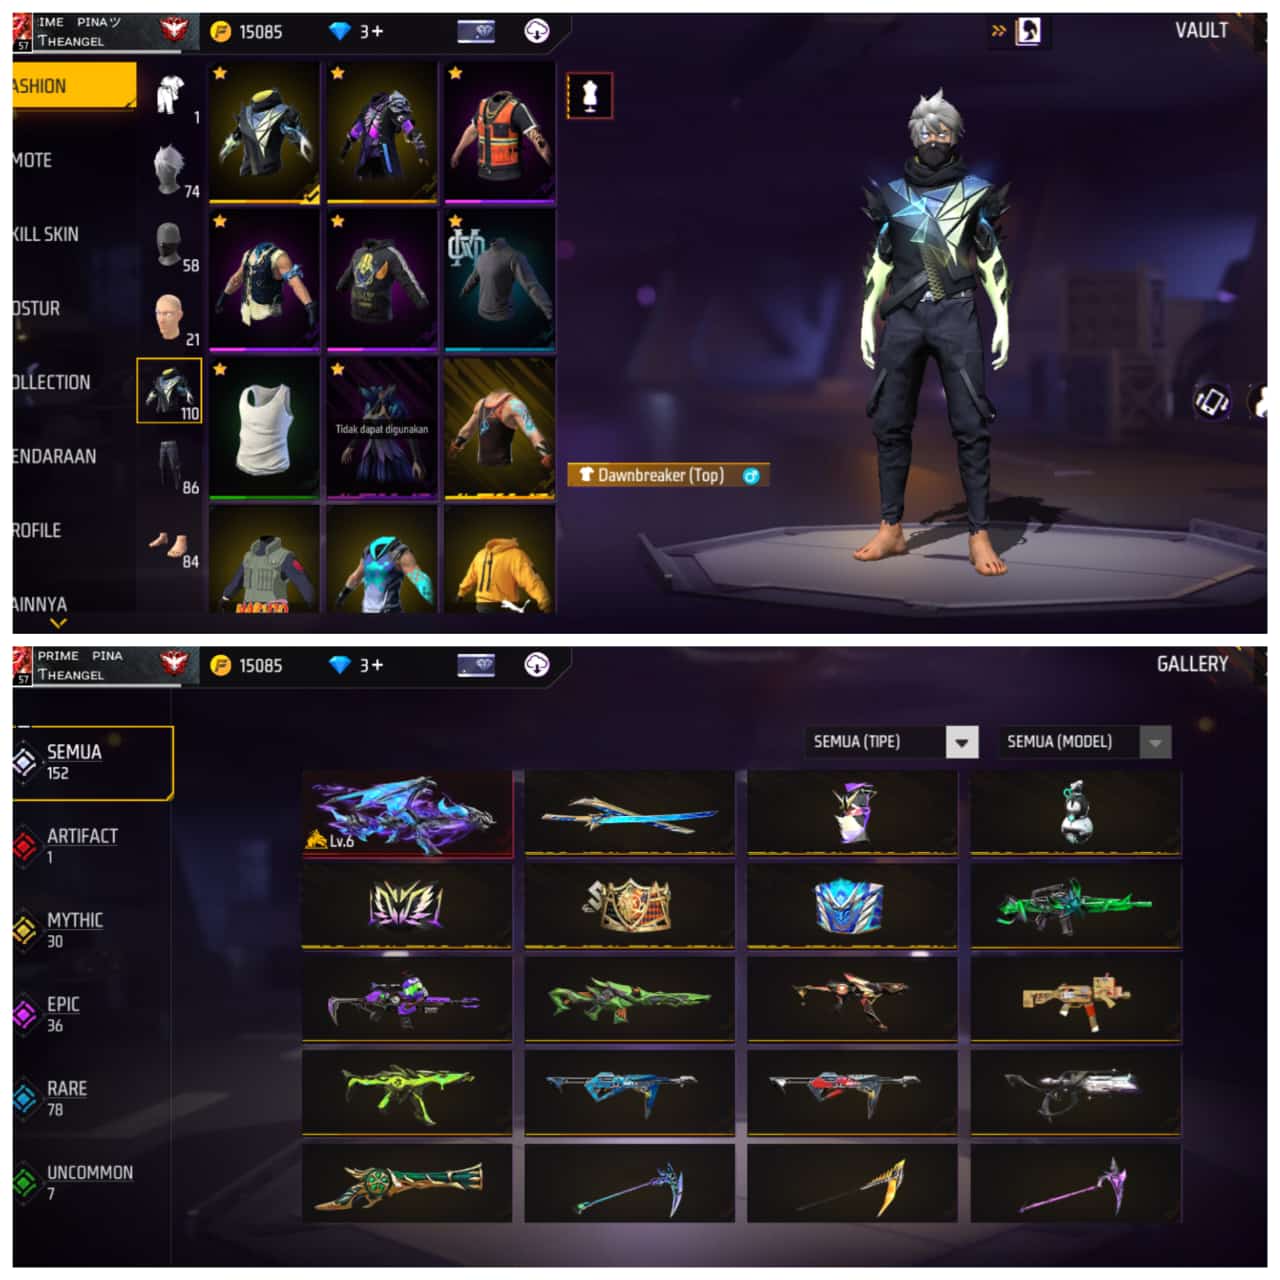 IME PINAツ
THEANGEL
57
15085
3+
VAULT
ASHION
MOTE
KILL SKIN
OSTUR
OLLECTION
ENDARAAN
ROFILE
AINNYA
1
74
58
21
110
86
84
Tidak dapat digunakan
Dawnbreaker (Top)
PRIME PINA
THEANGEL
57
15085
3+
GALLERY
SEMUA
152
ARTIFACT
1
MYTHIC
30
EPIC
36
RARE
78
UNCOMMON
7
SEMUA (TIPE)
SEMUA (MODEL)
Lv.6